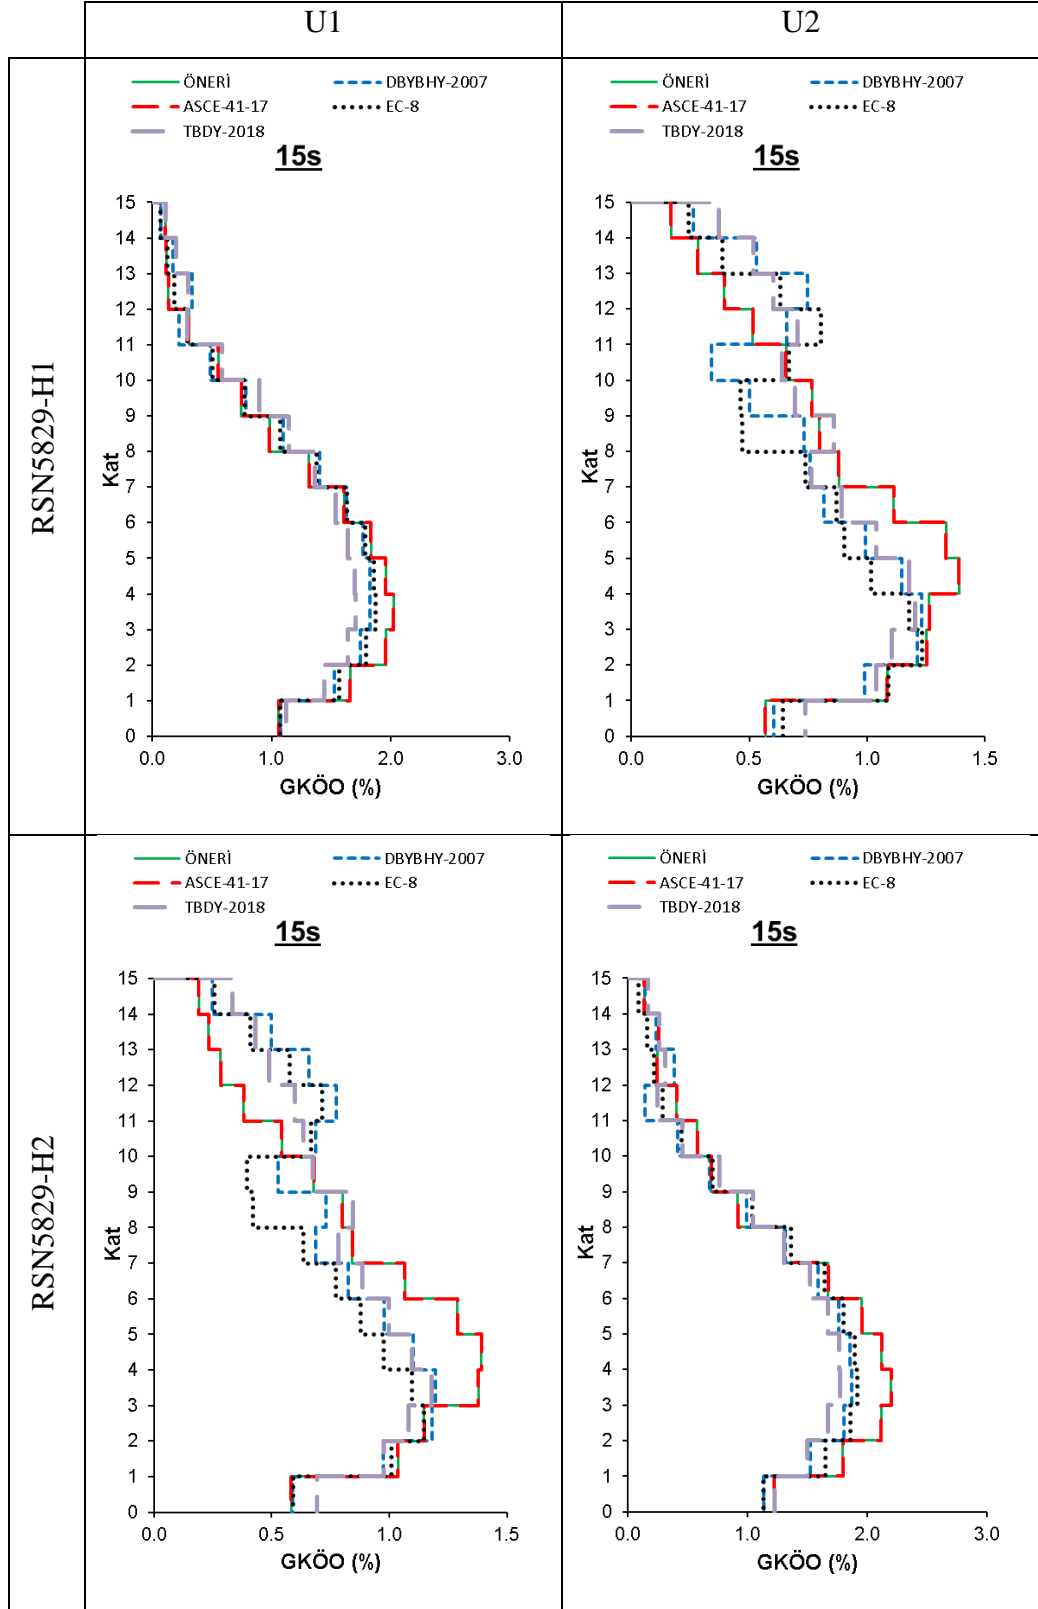 U1
U2
RSN5829-H1
ÖNERİ
DBYBHY-2007
ASCE-41-17
EC-8
TBDY-2018
15s
15
14
13
12
11
10
9
8
7
6
5
4
3
2
1
0
Kat
0.0 1.0 2.0 3.0
GKÖO (%)
ÖNERİ
DBYBHY-2007
ASCE-41-17
EC-8
TBDY-2018
15s
15
14
13
12
11
10
9
8
7
6
5
4
3
2
1
0
Kat
0.0 0.5 1.0 1.5
GKÖO (%)
RSN5829-H2
ÖNERİ
DBYBHY-2007
ASCE-41-17
EC-8
TBDY-2018
15s
15
14
13
12
11
10
9
8
7
6
5
4
3
2
1
0
Kat
0.0 0.5 1.0 1.5
GKÖO (%)
ÖNERİ
DBYBHY-2007
ASCE-41-17
EC-8
TBDY-2018
15s
15
14
13
12
11
10
9
8
7
6
5
4
3
2
1
0
Kat
0.0 1.0 2.0 3.0
GKÖO (%)